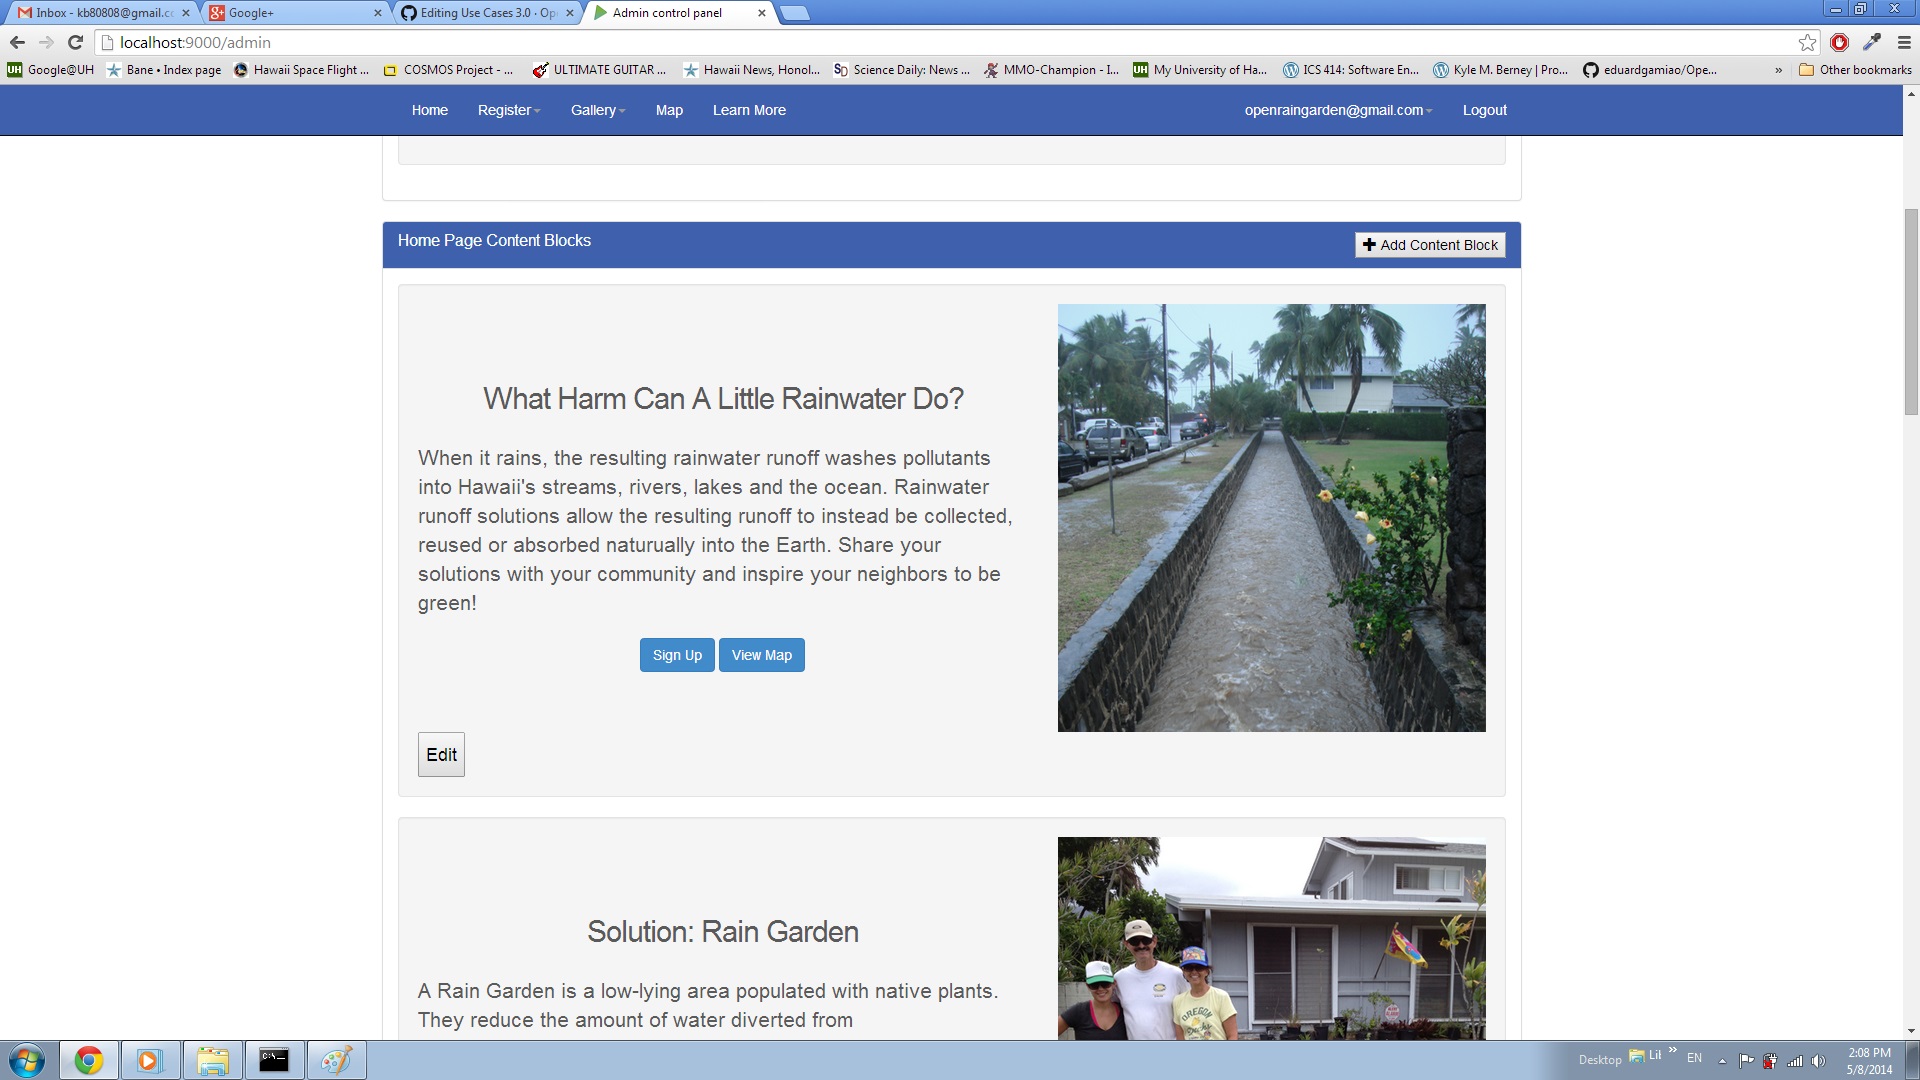 Inbox - kb80808@gmail.c
Google+
Editing Use Cases 3.0 · Op
Admin control panel
localhost:9000/admin
Google@UH
Bane • Index page
Hawaii Space Flight ...
COSMOS Project - ...
ULTIMATE GUITAR ...
Hawaii News, Honol...
Science Daily: News ...
MMO-Champion - I...
My University of Ha...
ICS 414: Software En...
Kyle M. Berney | Pro...
eduardgamiao/Ope...
»
Other bookmarks
Home
Register
Gallery
Map
Learn More
openraingarden@gmail.com
Logout
Home Page Content Blocks
Add Content Block
What Harm Can A Little Rainwater Do?
When it rains, the resulting rainwater runoff washes pollutants
into Hawaii's streams, rivers, lakes and the ocean. Rainwater
runoff solutions allow the resulting runoff to instead be collected,
reused or absorbed naturually into the Earth. Share your
solutions with your community and inspire your neighbors to be
green!
Sign Up
View Map
Edit
Solution: Rain Garden
A Rain Garden is a low-lying area populated with native plants.
They reduce the amount of water diverted from
OREGON
Desktop
Lil
»
EN
2:08 PM
5/8/2014